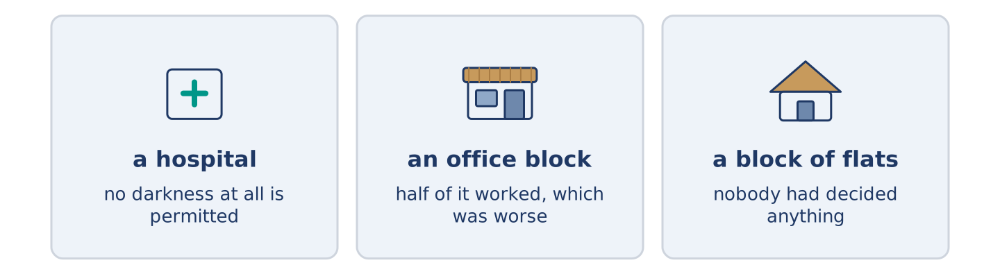 a hospital
no darkness at all is
permitted
an office block
half of it worked, which
was worse
a block of flats
nobody had decided
anything